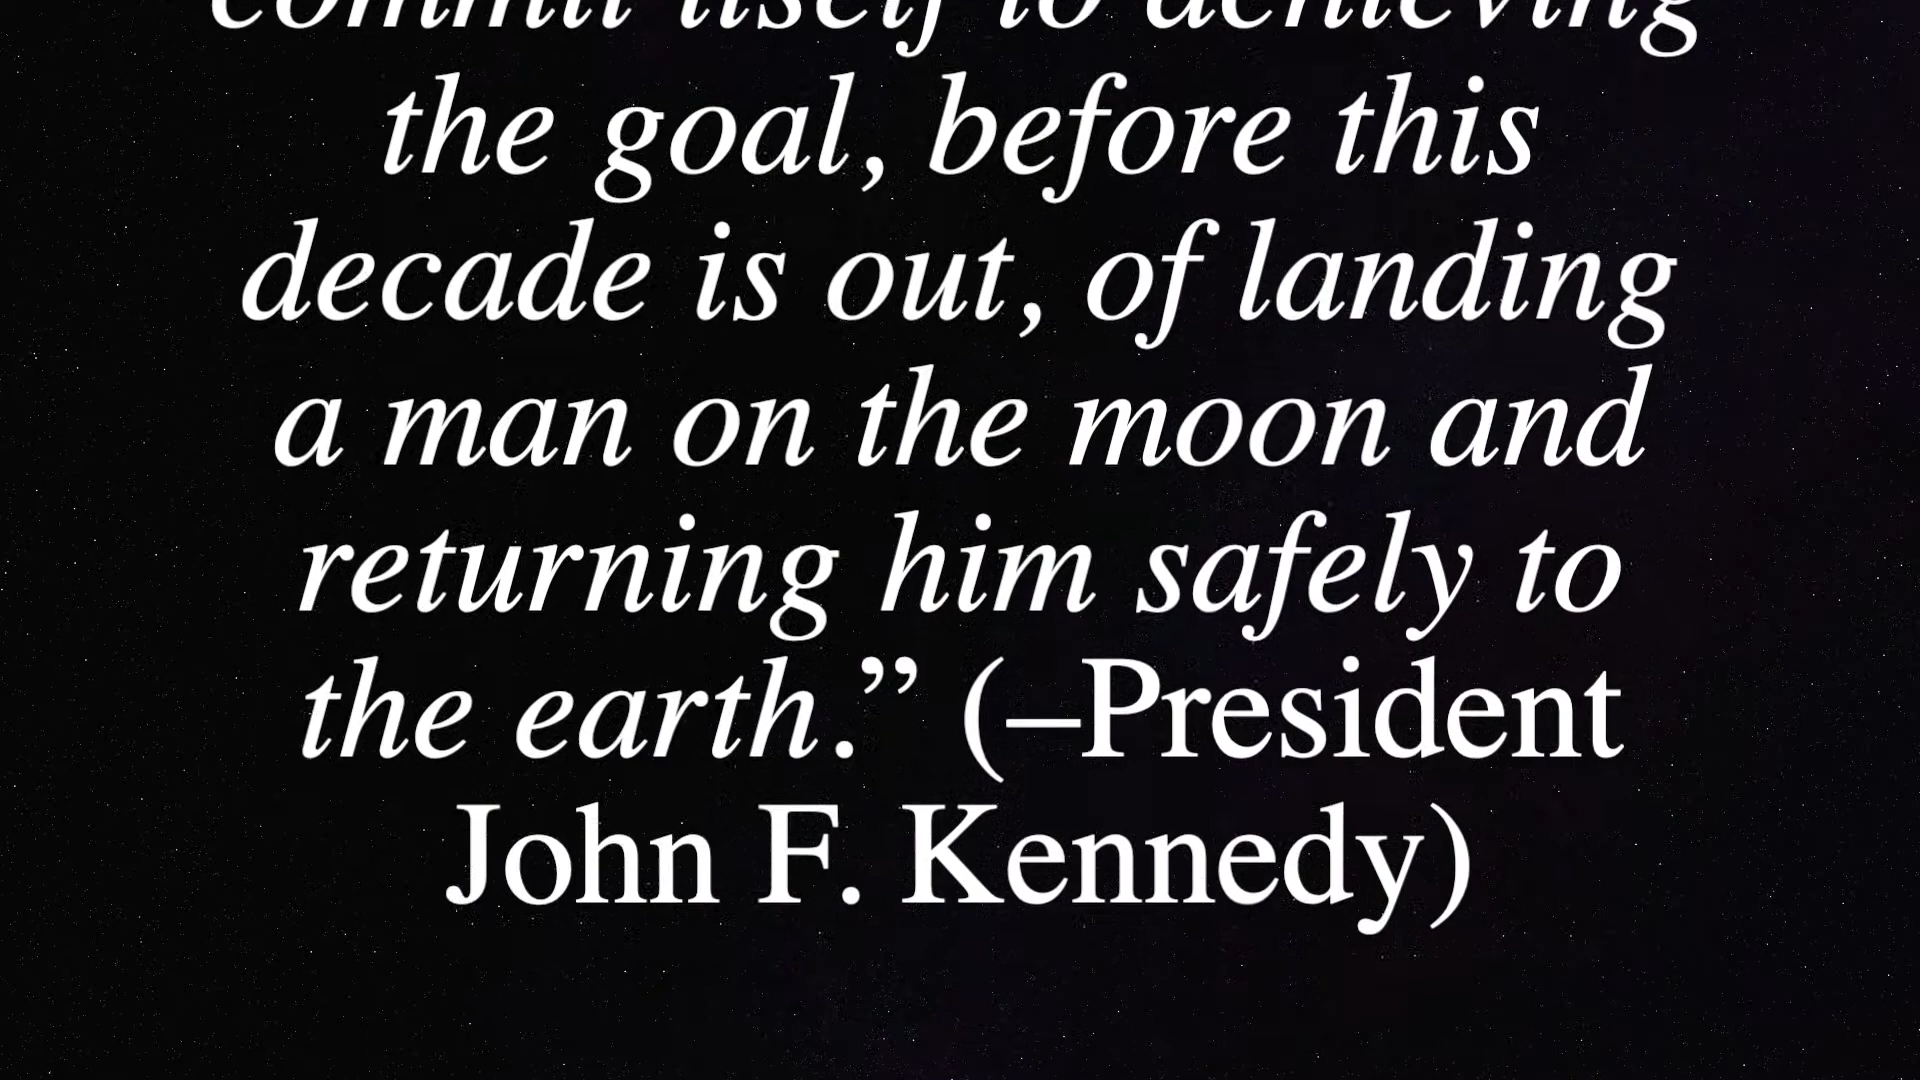 commit itself to achieving
the goal, before this
decade is out, of landing
a man on the moon and
returning him safely to
the earth.” (–President
John F. Kennedy)